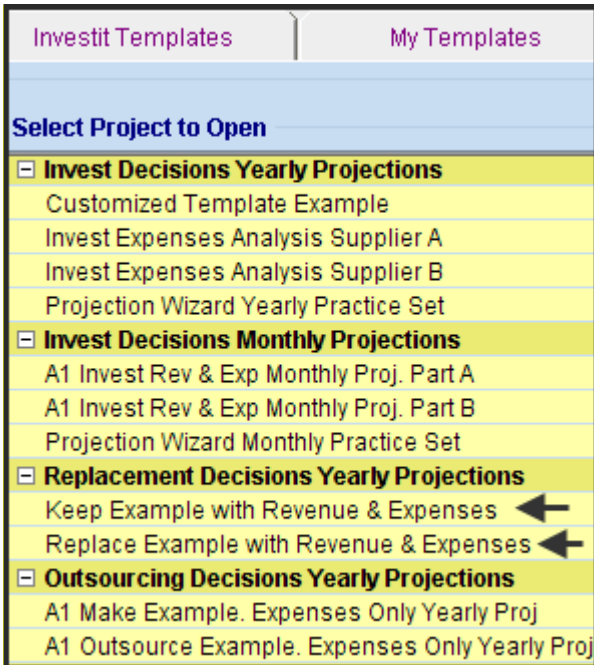 Investit Templates My Templates
Select Project to Open
Invest Decisions Yearly Projections
Customized Template Example
Invest Expenses Analysis Supplier A
Invest Expenses Analysis Supplier B
Projection Wizard Yearly Practice Set
Invest Decisions Monthly Projections
A1 Invest Rev & Exp Monthly Proj. Part A
A1 Invest Rev & Exp Monthly Proj. Part B
Projection Wizard Monthly Practice Set
Replacement Decisions Yearly Projections
Keep Example with Revenue & Expenses
Replace Example with Revenue & Expenses
Outsourcing Decisions Yearly Projections
A1 Make Example. Expenses Only Yearly Proj
A1 Outsource Example. Expenses Only Yearly Proj